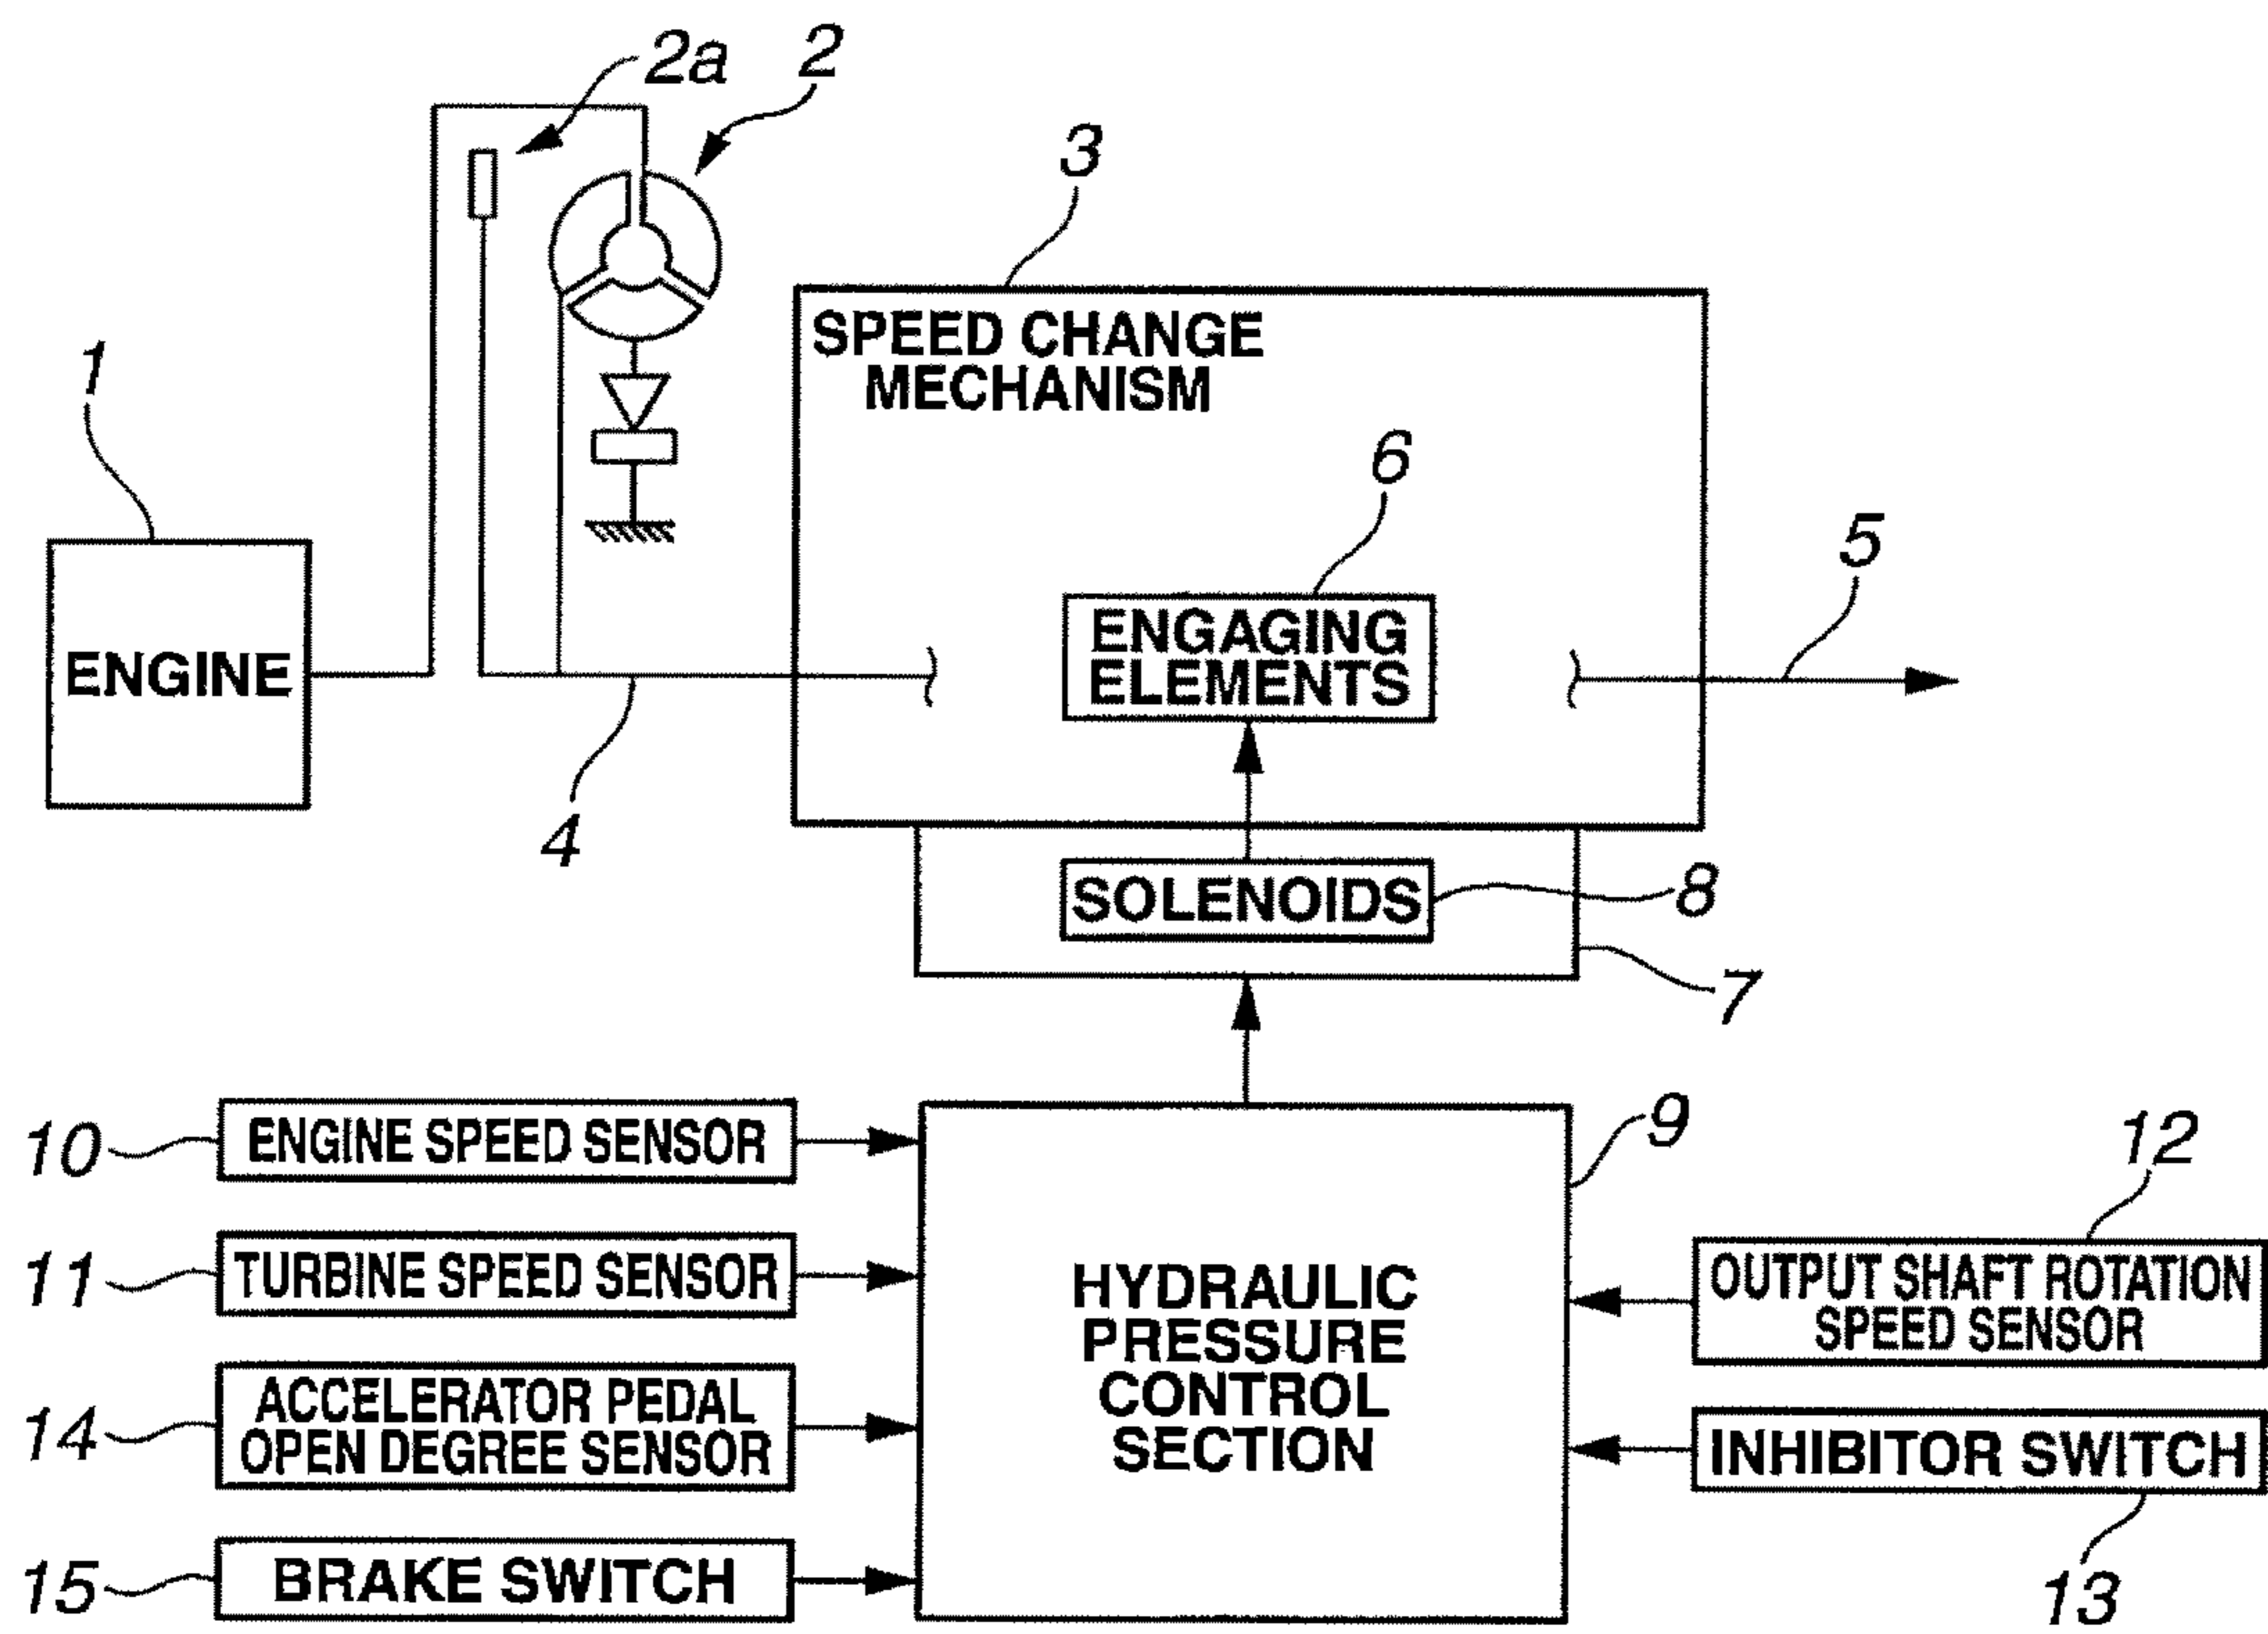 2a
2
3
SPEED CHANGE
MECHANISM
1
6
5
ENGINE
ENGAGING
ELEMENTS
4
SOLENOIDS
8
7
9
10
ENGINE SPEED SENSOR
12
11
TURBINE SPEED SENSOR
HYDRAULIC
PRESSURE
CONTROL
SECTION
OUTPUT SHAFT ROTATION
SPEED SENSOR
14
ACCELERATOR PEDAL
OPEN DEGREE SENSOR
INHIBITOR SWITCH
15
BRAKE SWITCH
13